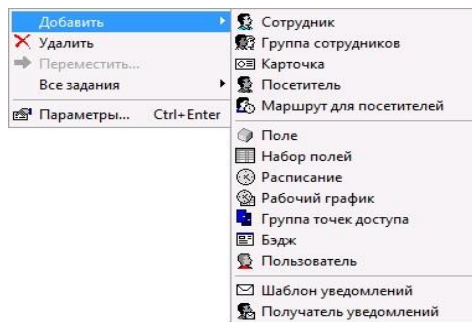 Добавить
Удалить
Переместить...
Все задания
Параметры... Ctrl+Enter
Сотрудник
Группа сотрудников
Карточка
Посетитель
Маршрут для посетителей
Поле
Набор полей
Расписание
Рабочий график
Группа точек доступа
Бэдж
Пользователь
Шаблон уведомлений
Получатель уведомлений